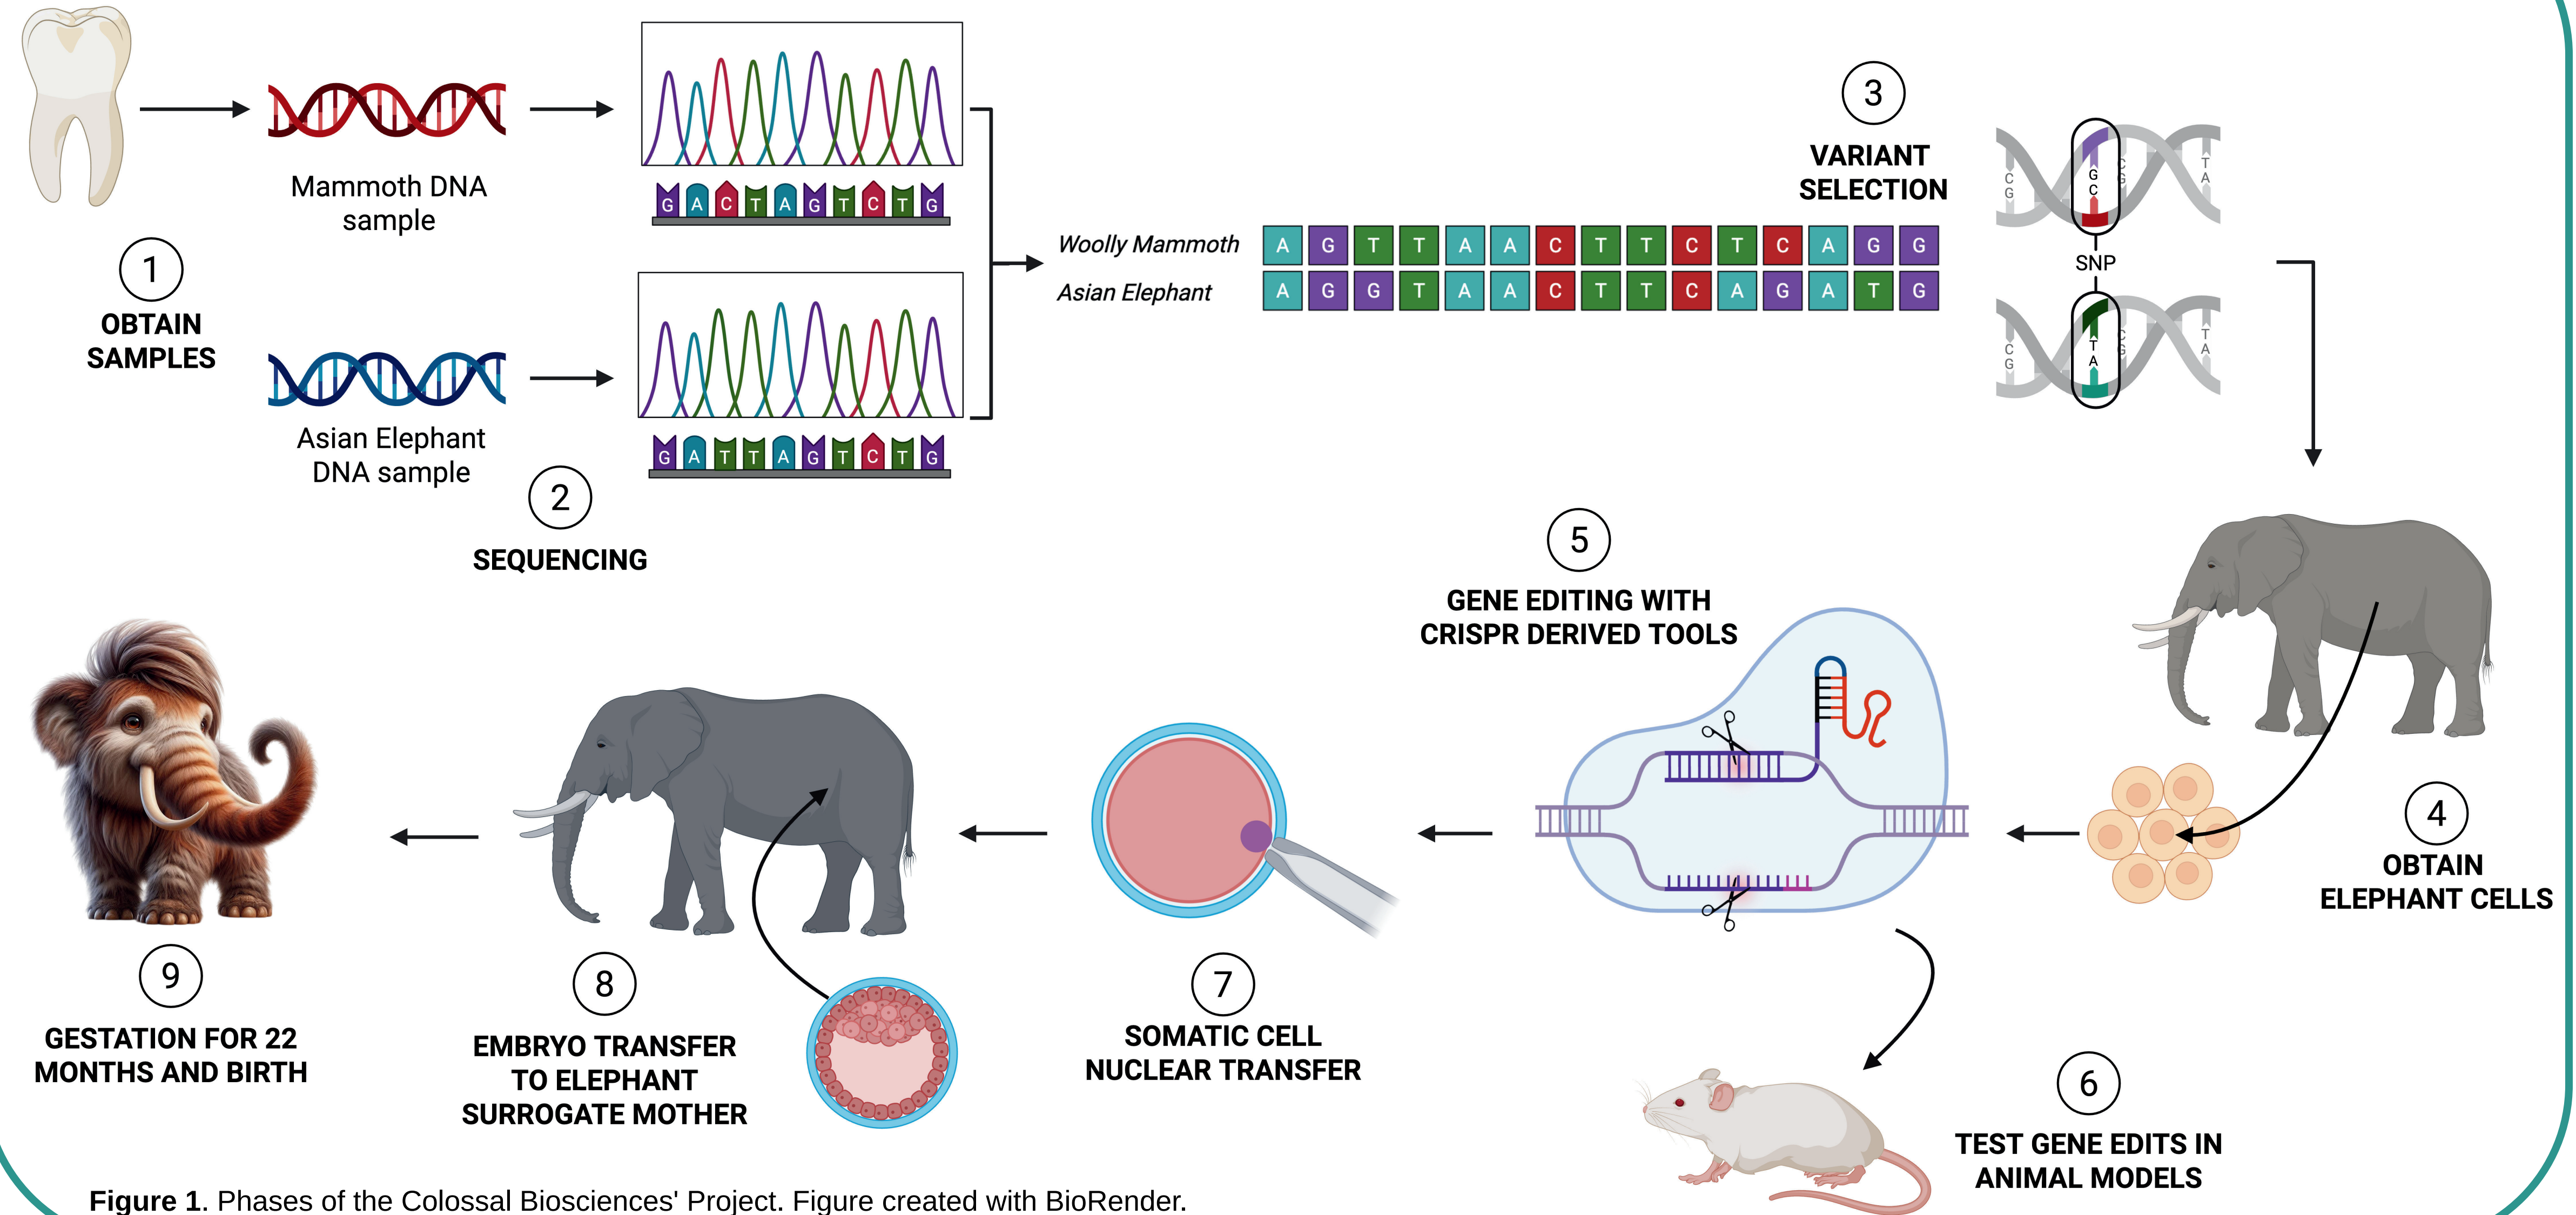 Mammoth DNA
sample
1
OBTAIN
SAMPLES
Asian Elephant
DNA sample
2
SEQUENCING
G A C T A G T C T G
G A T T A G T C T G
Woolly Mammoth A G T T A A C T T C T C A G G
Asian Elephant A G G T A A C T T C A G A T G
3
VARIANT
SELECTION
C
G
G
C
C
G
T
A
SNP
C
G
T
A
C
G
T
A
4
OBTAIN
ELEPHANT CELLS
5
GENE EDITING WITH
CRISPR DERIVED TOOLS
6
TEST GENE EDITS IN
ANIMAL MODELS
7
SOMATIC CELL
NUCLEAR TRANSFER
8
EMBRYO TRANSFER
TO ELEPHANT
SURROGATE MOTHER
9
GESTATION FOR 22
MONTHS AND BIRTH
Figure 1. Phases of the Colossal Biosciences' Project. Figure created with BioRender.